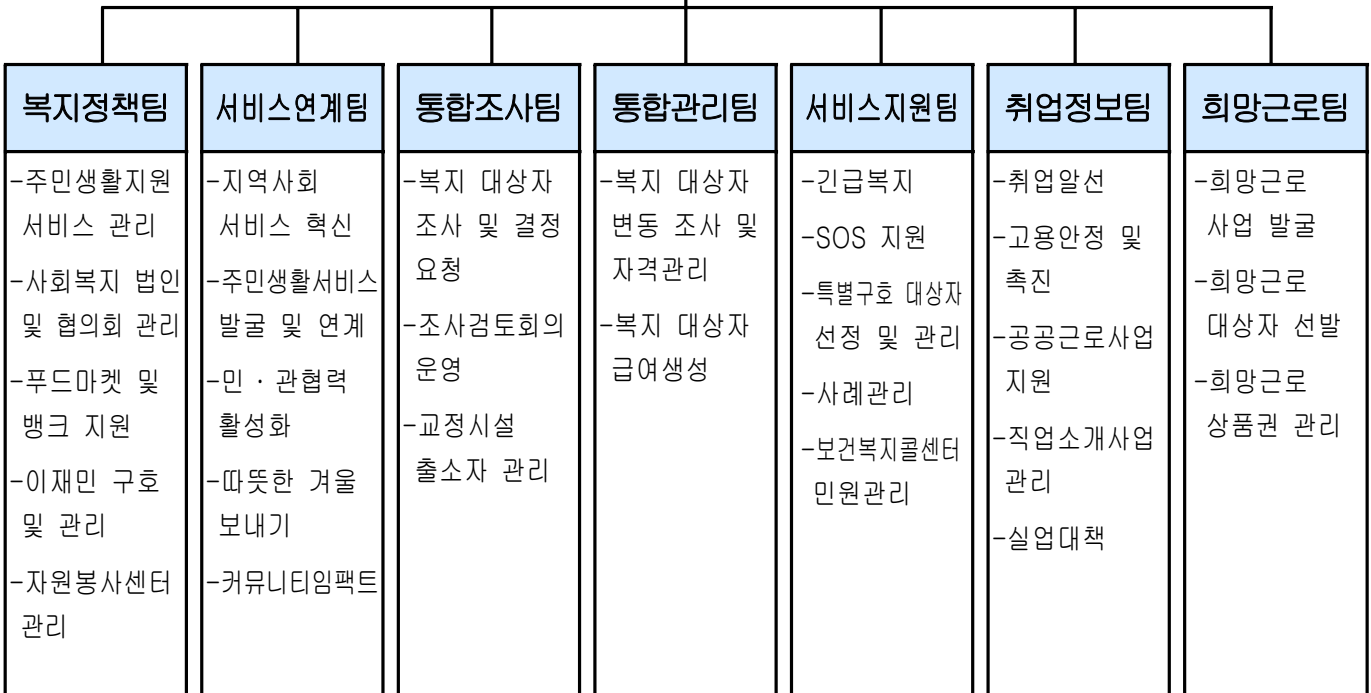 복지정책팀
-주민생활지원
서비스 관리
-사회복지 법인
및 협의회 관리
-푸드마켓 및
뱅크 지원
-이재민 구호
및 관리
-자원봉사센터
관리
서비스연계팀
-지역사회
서비스 혁신
-주민생활서비스
발굴 및 연계
-민·관협력
활성화
-따뜻한 겨울
보내기
-커뮤니티임팩트
통합조사팀
-복지 대상자
조사 및 결정
요청
-조사검토회의
운영
-교정시설
출소자 관리
통합관리팀
-복지 대상자
변동 조사 및
자격관리
-복지 대상자
급여생성
서비스지원팀
-긴급복지
-SOS 지원
-특별구호 대상자
선정 및 관리
-사례관리
-보건복지콜센터
민원관리
취업정보팀
-취업알선
-고용안정 및
촉진
-공공근로사업
지원
-직업소개사업
관리
-실업대책
희망근로팀
-희망근로
사업 발굴
-희망근로
대상자 선발
-희망근로
상품권 관리